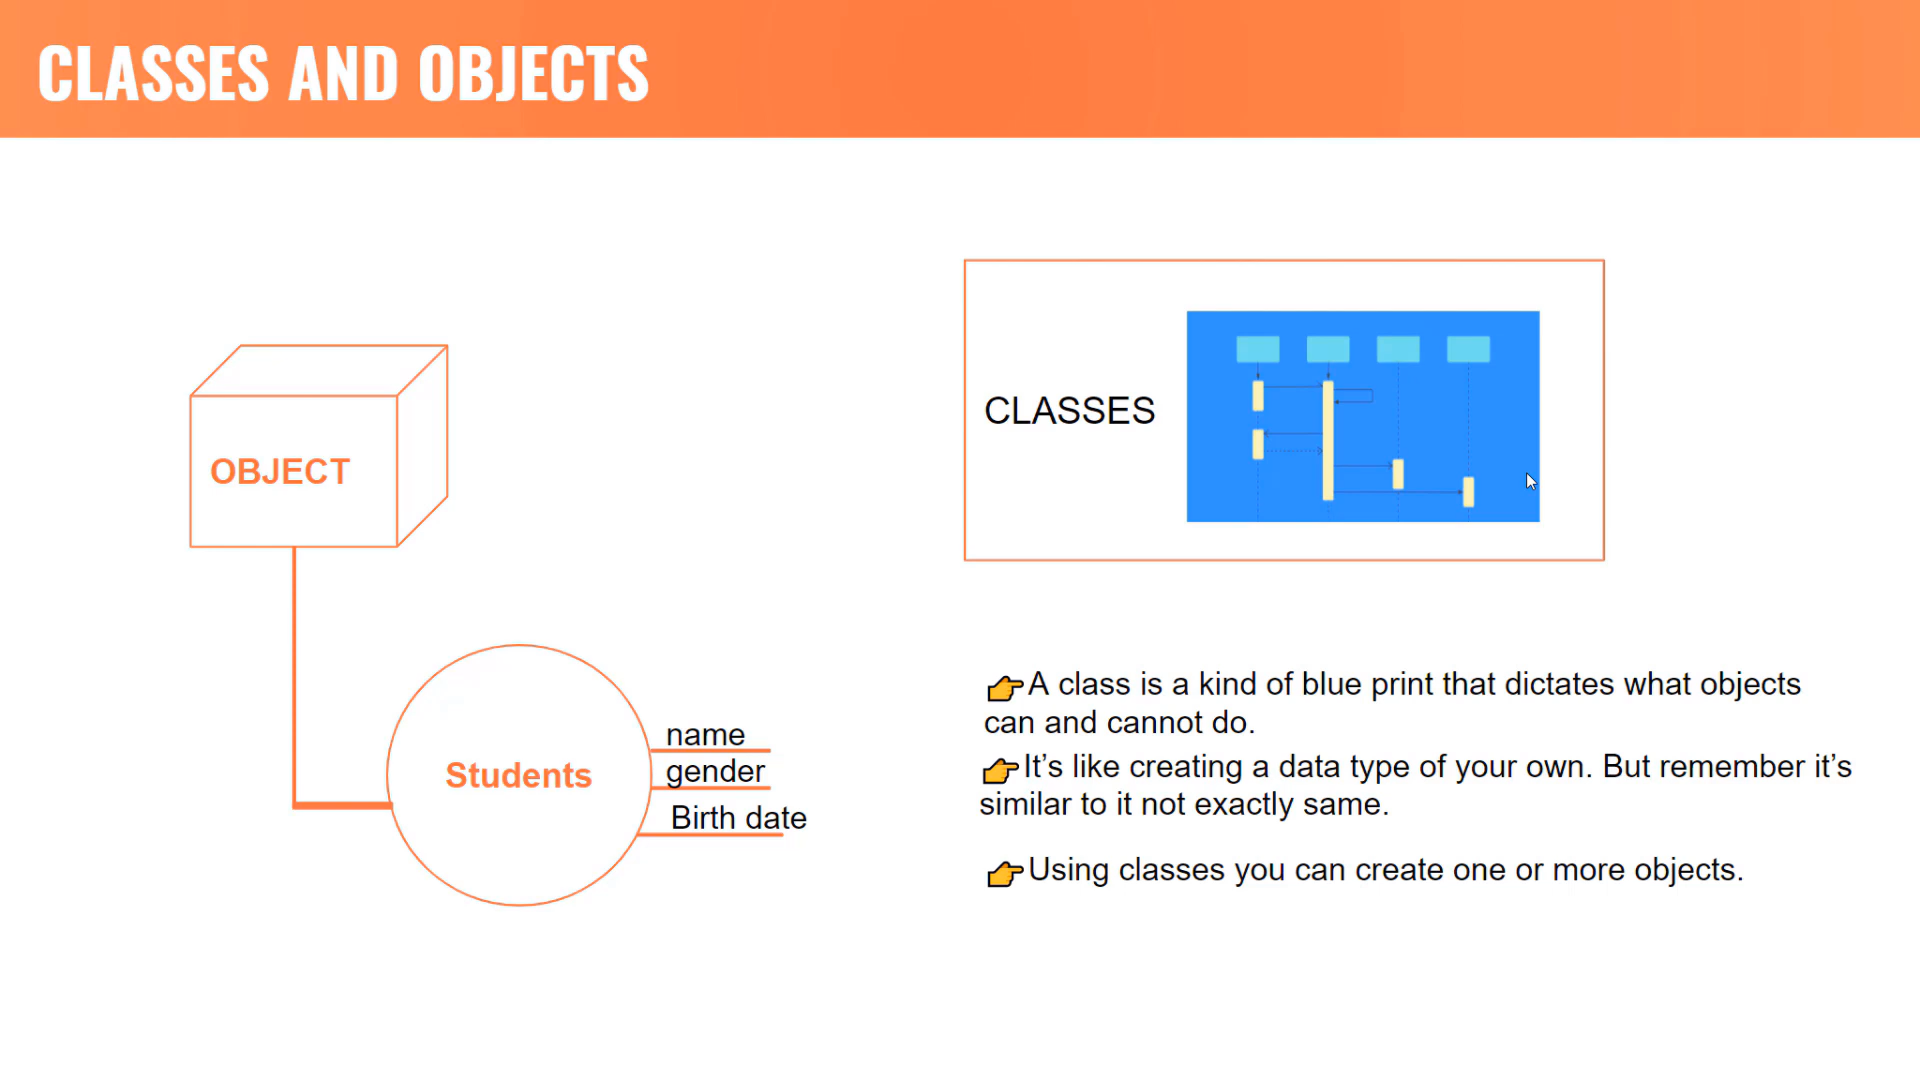 CLASSES AND OBJECTS
OBJECT
Students
name
gender
Birth date
CLASSES
👉A class is a kind of blue print that dictates what objects
can and cannot do.
👉It’s like creating a data type of your own. But remember it’s
similar to it not exactly same.
👉Using classes you can create one or more objects.